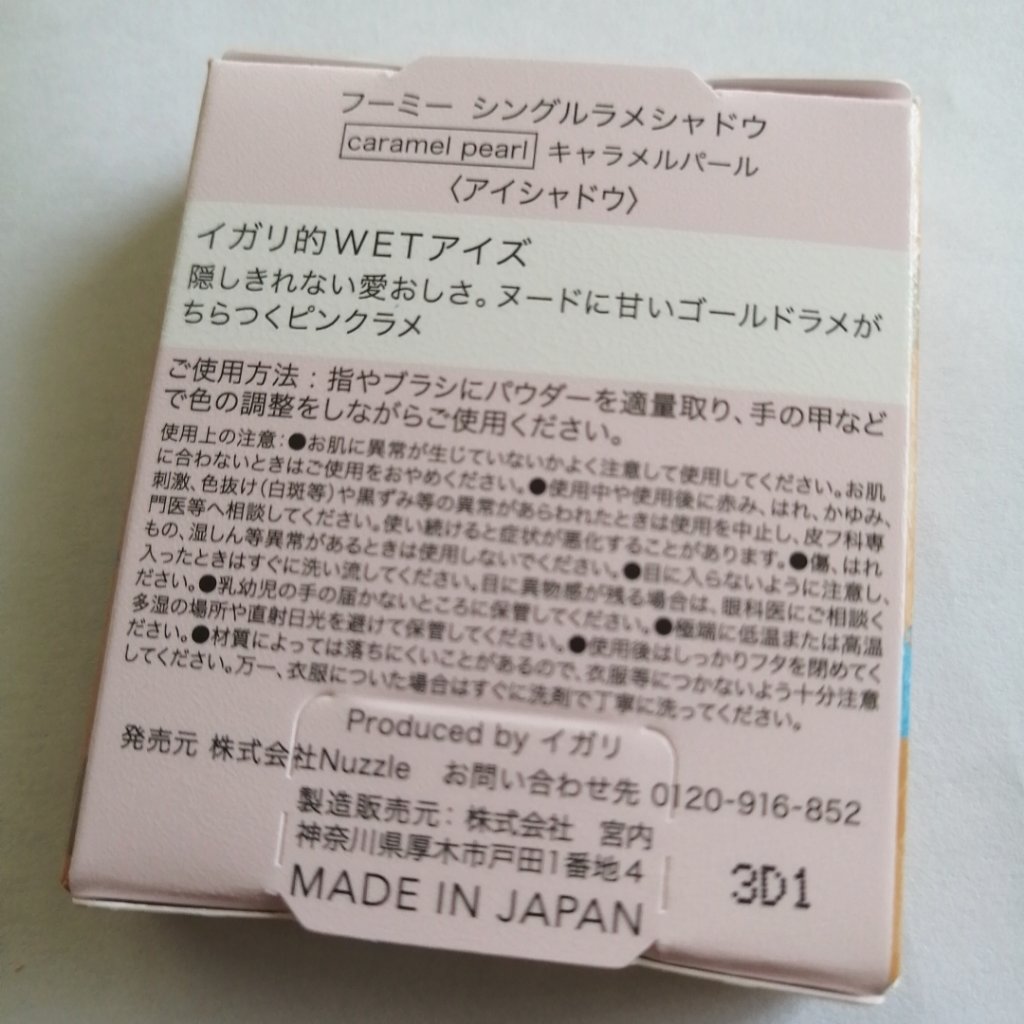 フーミー シングルラメシャドウ
caramel pearl キャラメルパール
〈アイシャドウ〉
イガリ的WETアイズ
隠しきれない愛おしさ。ヌードに甘いゴールドラメが
ちらつくピンクラメ
ご使用方法：指やブラシにパウダーを適量取り、手の甲など
で色の調整をしながらご使用ください。
使用上の注意：●お肌に異常が生じていないかよく注意して使用してください。お肌
に合わないときはご使用をおやめください。●使用中や使用後に赤み、はれ、かゆみ、
刺激、色抜け(白斑等)や黒ずみ等の異常があらわれたときは使用を中止し、皮フ科専
門医等へ相談してください。使い続けると症状が悪化することがあります。●傷、はれ
もの、湿しん等異常があるときは使用しないでください。●目に入らないように注意し、
入ったときはすぐに洗い流してください。目に異物感が残る場合は、眼科医にご相談く
ださい。●乳幼児の手の届かないところに保管してください。●極端に低温または高温
多湿の場所や直射日光を避けて保管してください。●使用後はしっかりフタを閉めてく
ださい。●材質によっては落ちにくいことがあるので、衣服等につかないよう十分注意
してください。万一、衣服についた場合はすぐに洗剤で丁寧に洗ってください。
Produced by イガリ
発売元 株式会社Nuzzle お問い合わせ先 0120-916-852
製造販売元：株式会社 宮内
神奈川県厚木市戸田1番地4
MADE IN JAPAN
3D1